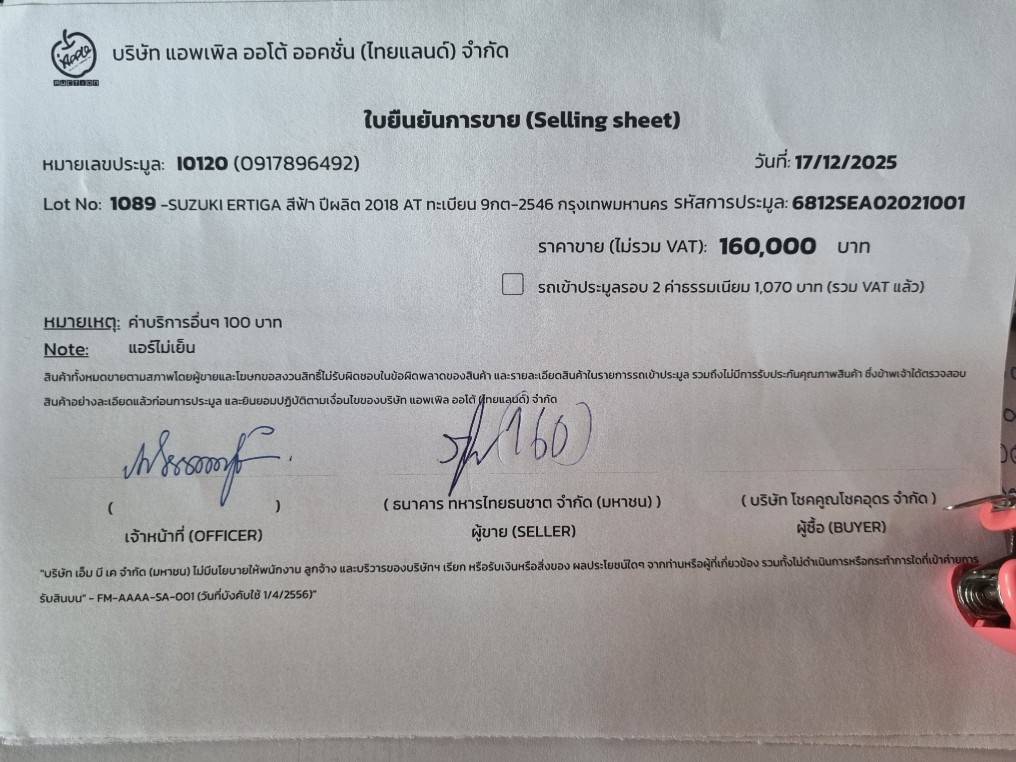 Apple
AUCTION
บริษัท แอพเพิล ออโต้ ออคชั่น (ไทยแลนด์) จำกัด
ใบยืนยันการขาย (Selling sheet)
หมายเลขประมูล: I0120 (0917896492) วันที่: 17/12/2025
Lot No: 1089 -SUZUKI ERTIGA สีฟ้า ปีผลิต 2018 AT ทะเบียน 9กต-2546 กรุงเทพมหานคร รหัสการประมูล: 6812SEA02021001
ราคาขาย (ไม่รวม VAT): 160,000 บาท
รถเข้าประมูลรอบ 2 ค่าธรรมเนียม 1,070 บาท (รวม VAT แล้ว)
หมายเหตุ: ค่าบริการอื่นๆ 100 บาท
Note: แอร์ไม่เย็น
สินค้าทั้งหมดขายตามสภาพโดยผู้ขายและโฆษกขอสงวนสิทธิ์ไม่รับผิดชอบในข้อผิดพลาดของสินค้า และรายละเอียดสินค้าในรายการรถเข้าประมูล รวมถึงไม่มีการรับประกันคุณภาพสินค้า ซึ่งข้าพเจ้าได้ตรวจสอบ
สินค้าอย่างละเอียดแล้วก่อนการประมูล และยินยอมปฏิบัติตามเงื่อนไขของบริษัท แอพเพิล ออโต้ (ไทยแลนด์) จำกัด
(160)
( ) ( ธนาคาร ทหารไทยธนชาต จำกัด (มหาชน) ) ( บริษัท โชคคูณโชคอุดร จำกัด )
เจ้าหน้าที่ (OFFICER) ผู้ขาย (SELLER) ผู้ซื้อ (BUYER)
"บริษัท เอ็ม บี เค จำกัด (มหาชน) ไม่มีนโยบายให้พนักงาน ลูกจ้าง และบริวารของบริษัทฯ เรียก หรือรับเงินหรือสิ่งของ ผลประโยชน์ใดๆ จากท่านหรือผู้ที่เกี่ยวข้อง รวมทั้งไม่ดำเนินการหรือกระทำการใดที่เข้าค่ายการ
รับสินบน" - FM-AAAA-SA-001 (วันที่บังคับใช้ 1/4/2556)"